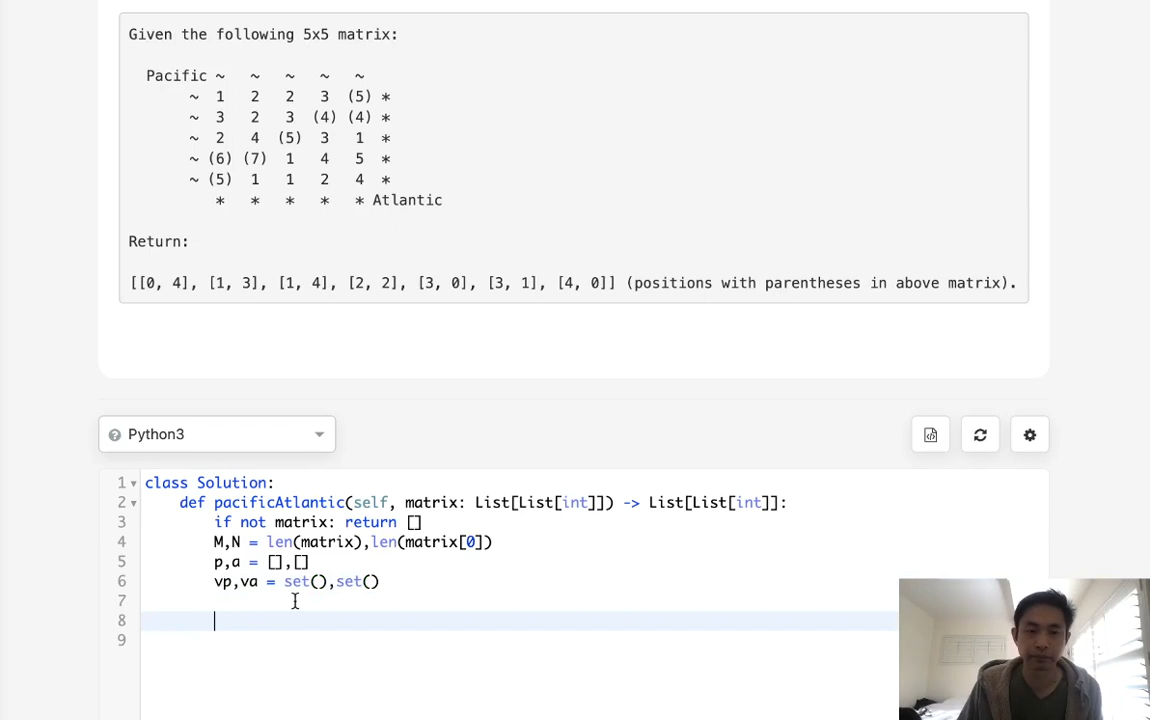 Given the following 5x5 matrix:
Pacific ~ ~ ~ ~ ~
~ 1 2 2 3 (5) *
~ 3 2 3 (4) (4) *
~ 2 4 (5) 3 1 *
~ (6) (7) 1 4 5 *
~ (5) 1 1 2 4 *
* * * * * Atlantic
Return:
[[0, 4], [1, 3], [1, 4], [2, 2], [3, 0], [3, 1], [4, 0]] (positions with parentheses in above matrix).
? Python3
1 class Solution:
2 def pacificAtlantic(self, matrix: List[List[int]]) -> List[List[int]]:
3 if not matrix: return []
4 M,N = len(matrix),len(matrix[0])
5 p,a = [],[]
6 vp,va = set(),set()
7
8
9